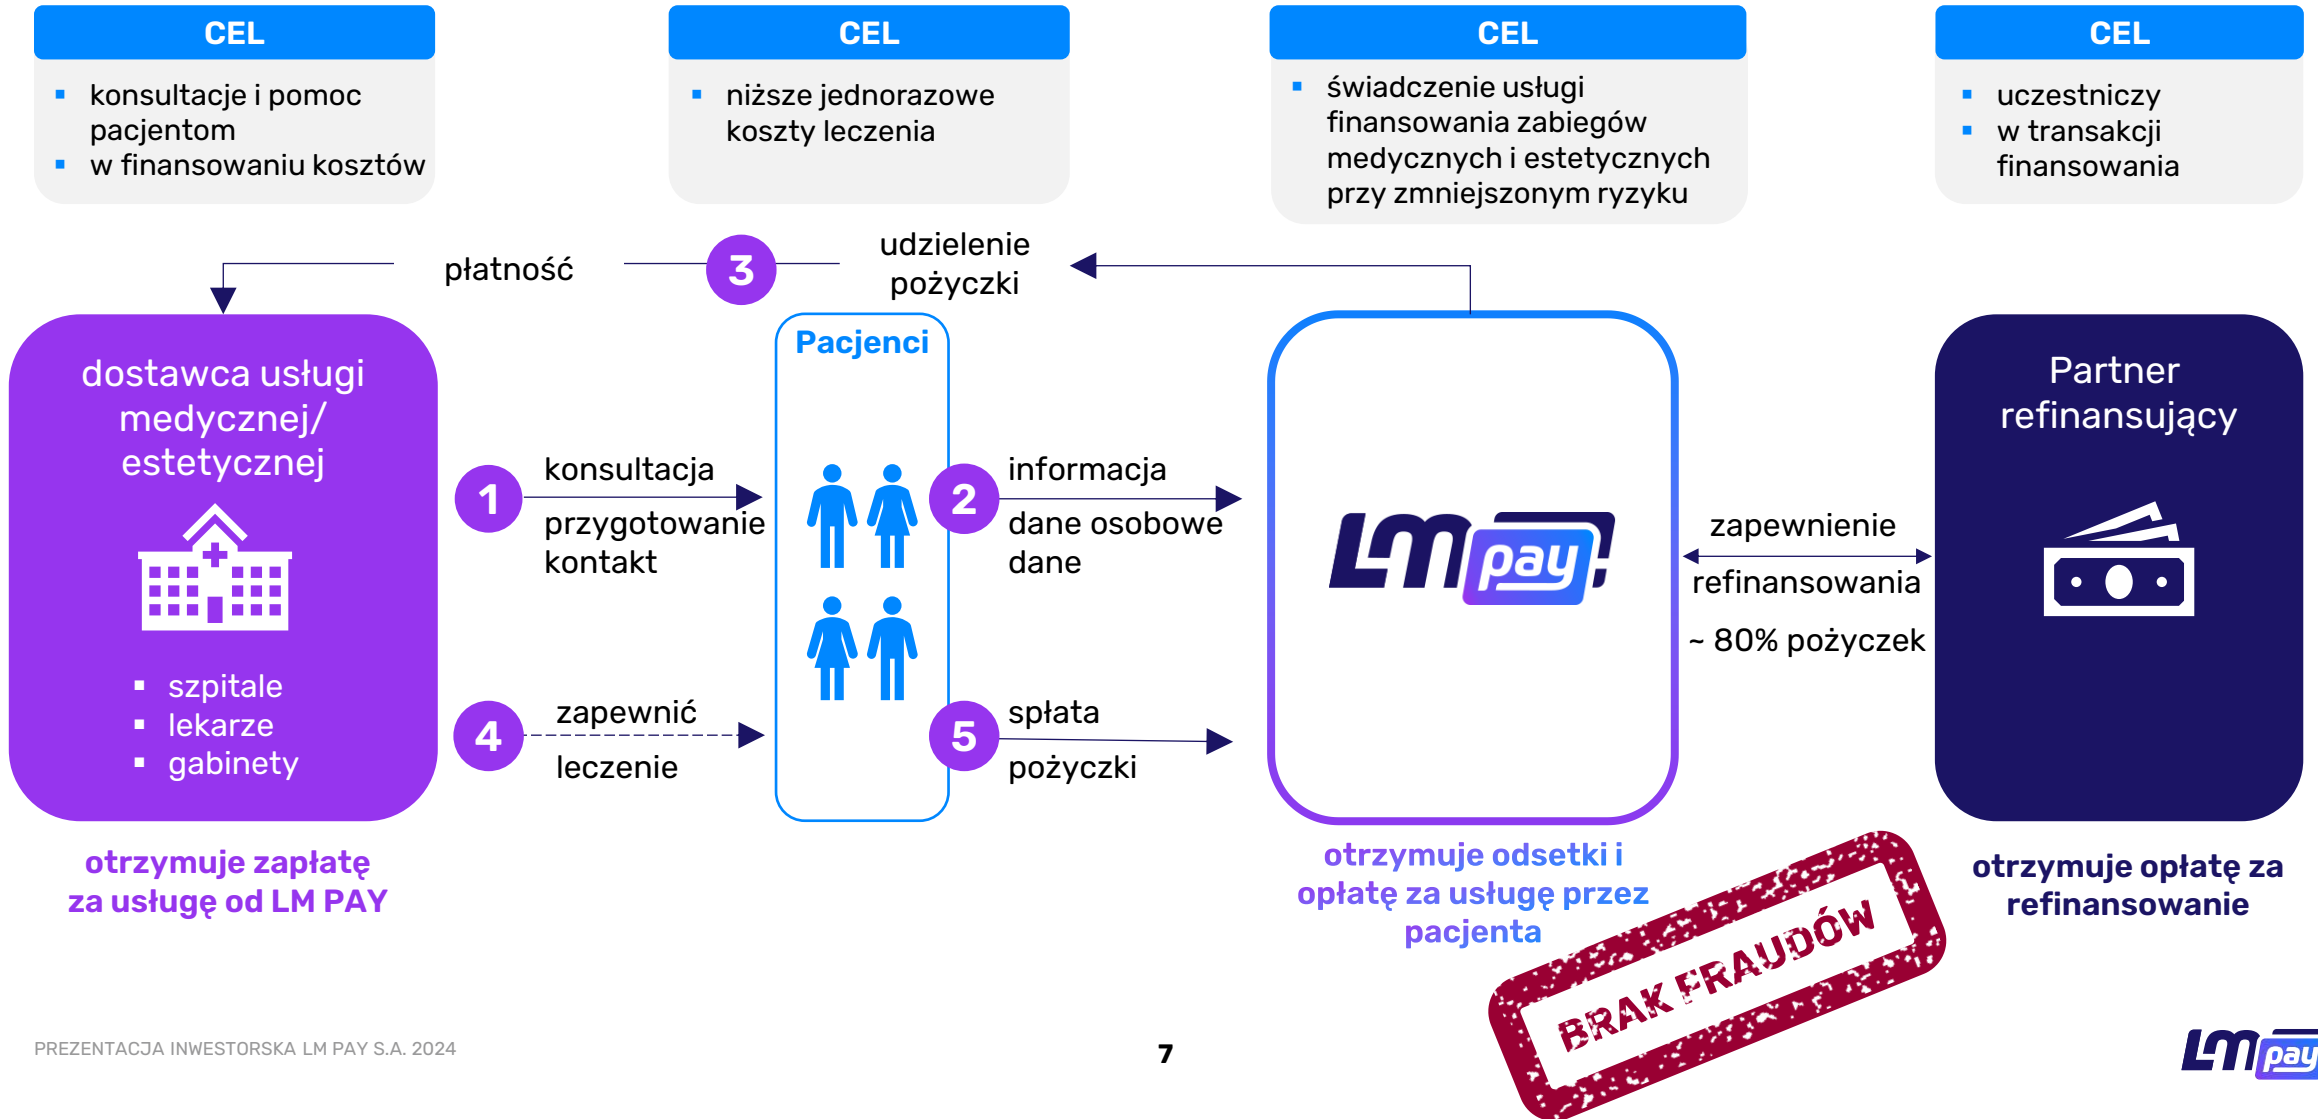 CEL
konsultacje i pomoc
pacjentom
w finansowaniu kosztów
CEL
niższe jednorazowe
koszty leczenia
CEL
świadczenie usługi
finansowania zabiegów
medycznych i estetycznych
przy zmniejszonym ryzyku
CEL
uczestniczy
w transakcji
finansowania
płatność
3
udzielenie
pożyczki
dostawca usługi
medycznej/
estetycznej
szpitale
lekarze
gabinety
otrzymuje zapłatę
za usługę od LM PAY
1
konsultacja
przygotowanie
kontakt
4
zapewnić
leczenie
Pacjenci
2
informacja
dane osobowe
dane
5
spłata
pożyczki
LM pay
otrzymuje odsetki i
opłatę za usługę przez
pacjenta
zapewnienie
refinansowania
~ 80% pożyczek
Partner
refinansujący
otrzymuje opłatę za
refinansowanie
BRAK FRAUDÓW
PREZENTACJA INWESTORSKA LM PAY S.A. 2024
7
LM pay